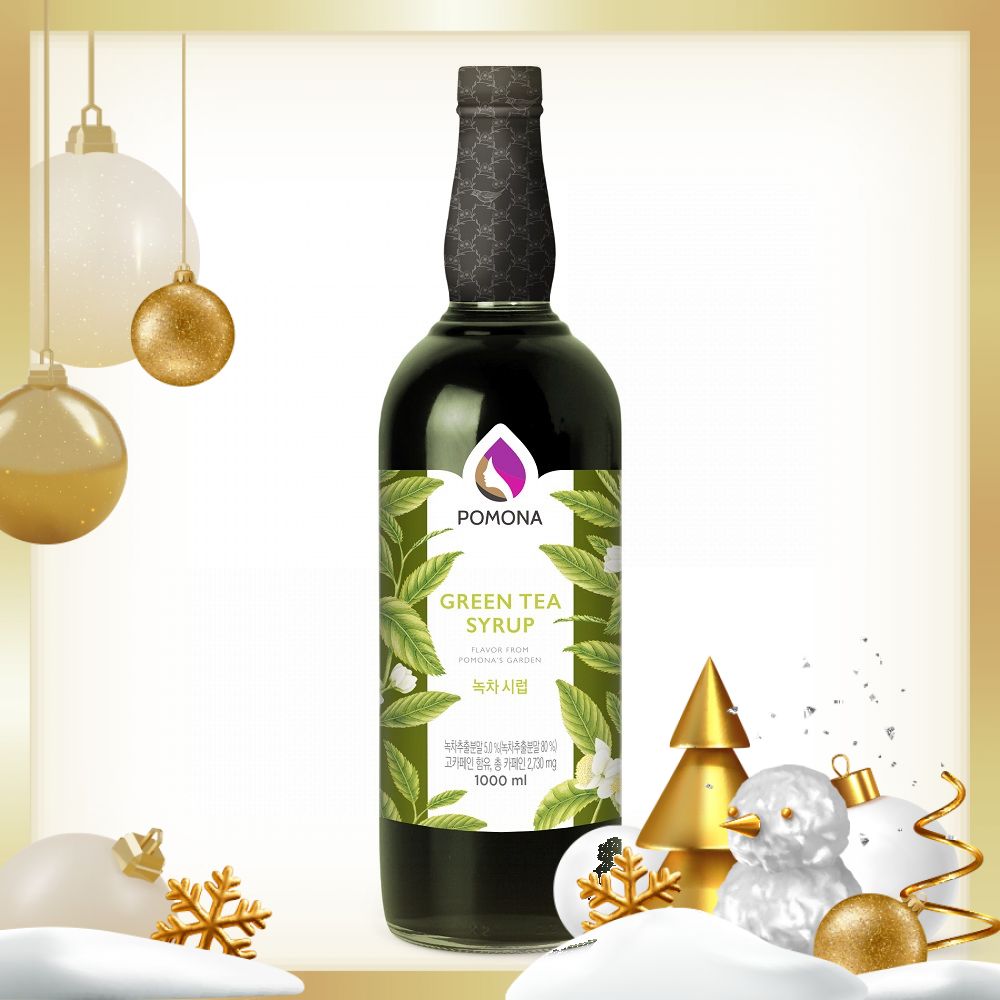 POMONA
GREEN TEA
SYRUP
FLAVOR FROM
POMONA'S GARDEN
녹차 시럽
녹차추출분말 5.0 %(녹차추출분말 80 %)
고카페인 함유, 총 카페인 2,730 mg
1000 ml